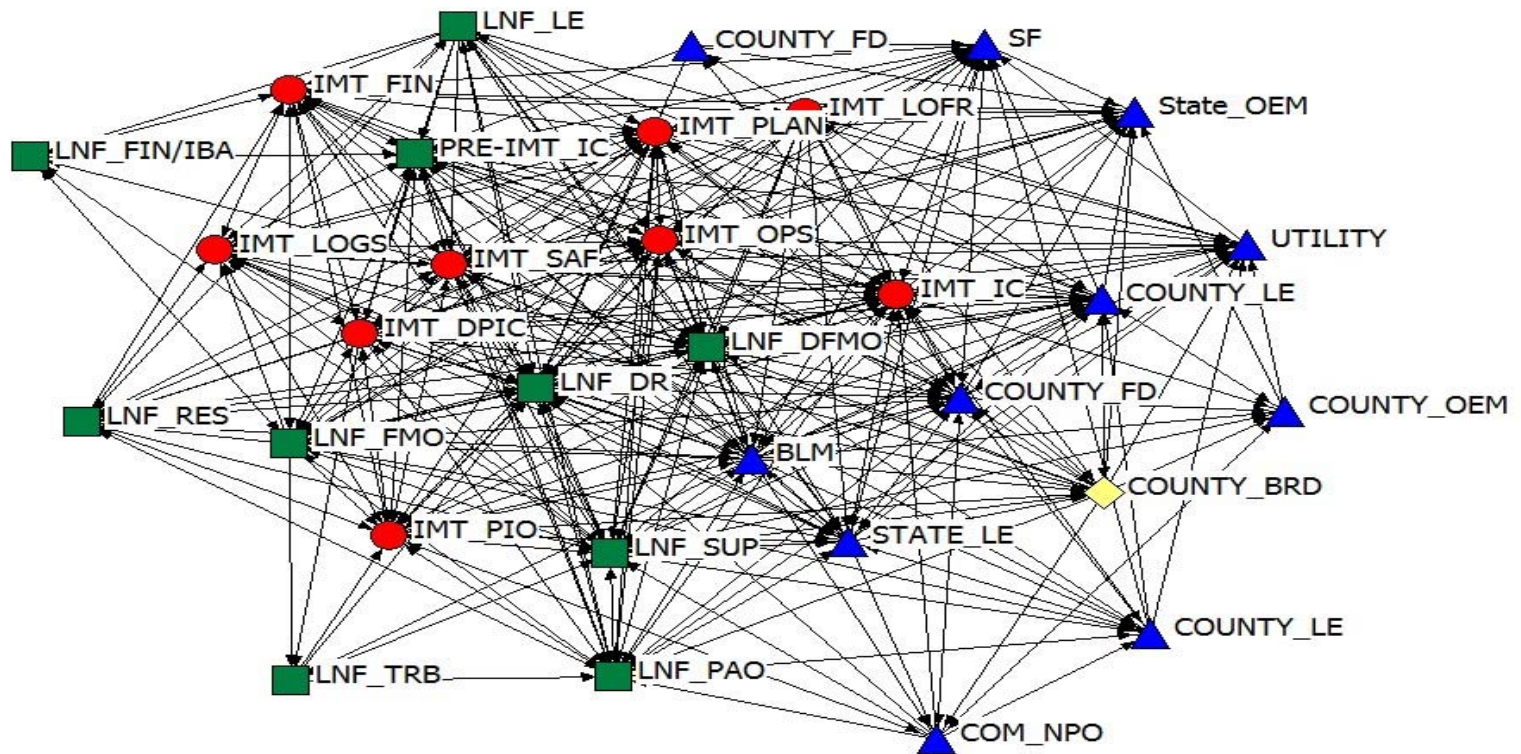 LNF_LE
COUNTY_FD
SF
IMT_FIN
IMT_LOFR
State_OEM
IMT_PLAN
LNF_FIN/IBA
PRE-IMT_IC
IMT_LOGS
IMT_SAF
IMT_OPS
UTILITY
IMT_IC
COUNTY_LE
IMT_DPIC
LNF_DFMO
LNF_DR
COUNTY_FD
COUNTY_OEM
LNF_RES
LNF_FMO
BLM
COUNTY_BRD
IMT_PIO
LNF_SUP
STATE_LE
COUNTY_LE
LNF_TRB
LNF_PAO
COM_NPO